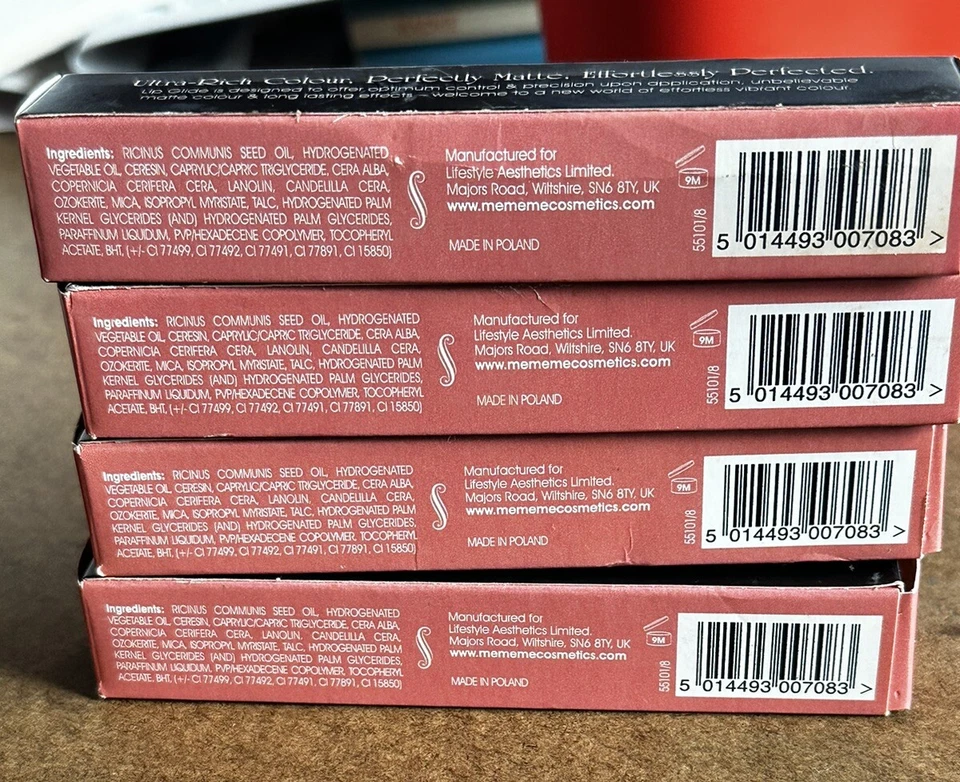 Ultra-Rich Colour. Perfectly Matte. Effortlessly Perfected.
Lip Glide is designed to offer optimum control & precision upon application, unbelievable
matte colour & long lasting effects - welcome to a new world of effortless vibrant colour.
Ingredients: RICINUS COMMUNIS SEED OIL, HYDROGENATED
VEGETABLE OIL, CERESIN, CAPRYLIC/CAPRIC TRIGLYCERIDE, CERA ALBA,
COPERNICIA CERIFERA CERA, LANOLIN, CANDELILLA CERA,
OZOKERITE, MICA, ISOPROPYL MYRISTATE, TALC, HYDROGENATED PALM
KERNEL GLYCERIDES (AND) HYDROGENATED PALM GLYCERIDES,
PARAFFINUM LIQUIDUM, PVP/HEXADECENE COPOLYMER, TOCOPHERYL
ACETATE, BHT, (+/- CI 77499, CI 77492, CI 77491, CI 77891, CI 15850)
Manufactured for
Lifestyle Aesthetics Limited.
Majors Road, Wiltshire, SN6 8TY, UK
www.mememecosmetics.com
MADE IN POLAND
9M
55101/8
5 014493 007083 >
Ingredients: RICINUS COMMUNIS SEED OIL, HYDROGENATED
VEGETABLE OIL, CERESIN, CAPRYLIC/CAPRIC TRIGLYCERIDE, CERA ALBA,
COPERNICIA CERIFERA CERA, LANOLIN, CANDELILLA CERA,
OZOKERITE, MICA, ISOPROPYL MYRISTATE, TALC, HYDROGENATED PALM
KERNEL GLYCERIDES (AND) HYDROGENATED PALM GLYCERIDES,
PARAFFINUM LIQUIDUM, PVP/HEXADECENE COPOLYMER, TOCOPHERYL
ACETATE, BHT, (+/- CI 77499, CI 77492, CI 77491, CI 77891, CI 15850)
Manufactured for
Lifestyle Aesthetics Limited.
Majors Road, Wiltshire, SN6 8TY, UK
www.mememecosmetics.com
MADE IN POLAND
9M
55101/8
5 014493 007083 >
Ingredients: RICINUS COMMUNIS SEED OIL, HYDROGENATED
VEGETABLE OIL, CERESIN, CAPRYLIC/CAPRIC TRIGLYCERIDE, CERA ALBA,
COPERNICIA CERIFERA CERA, LANOLIN, CANDELILLA CERA,
OZOKERITE, MICA, ISOPROPYL MYRISTATE, TALC, HYDROGENATED PALM
KERNEL GLYCERIDES (AND) HYDROGENATED PALM GLYCERIDES,
PARAFFINUM LIQUIDUM, PVP/HEXADECENE COPOLYMER, TOCOPHERYL
ACETATE, BHT, (+/- CI 77499, CI 77492, CI 77491, CI 77891, CI 15850)
Manufactured for
Lifestyle Aesthetics Limited.
Majors Road, Wiltshire, SN6 8TY, UK
www.mememecosmetics.com
MADE IN POLAND
9M
55101/8
5 014493 007083 >
Ingredients: RICINUS COMMUNIS SEED OIL, HYDROGENATED
VEGETABLE OIL, CERESIN, CAPRYLIC/CAPRIC TRIGLYCERIDE, CERA ALBA,
COPERNICIA CERIFERA CERA, LANOLIN, CANDELILLA CERA,
OZOKERITE, MICA, ISOPROPYL MYRISTATE, TALC, HYDROGENATED PALM
KERNEL GLYCERIDES (AND) HYDROGENATED PALM GLYCERIDES,
PARAFFINUM LIQUIDUM, PVP/HEXADECENE COPOLYMER, TOCOPHERYL
ACETATE, BHT, (+/- CI 77499, CI 77492, CI 77491, CI 77891, CI 15850)
Manufactured for
Lifestyle Aesthetics Limited.
Majors Road, Wiltshire, SN6 8TY, UK
www.mememecosmetics.com
MADE IN POLAND
9M
55101/8
5 014493 007083 >